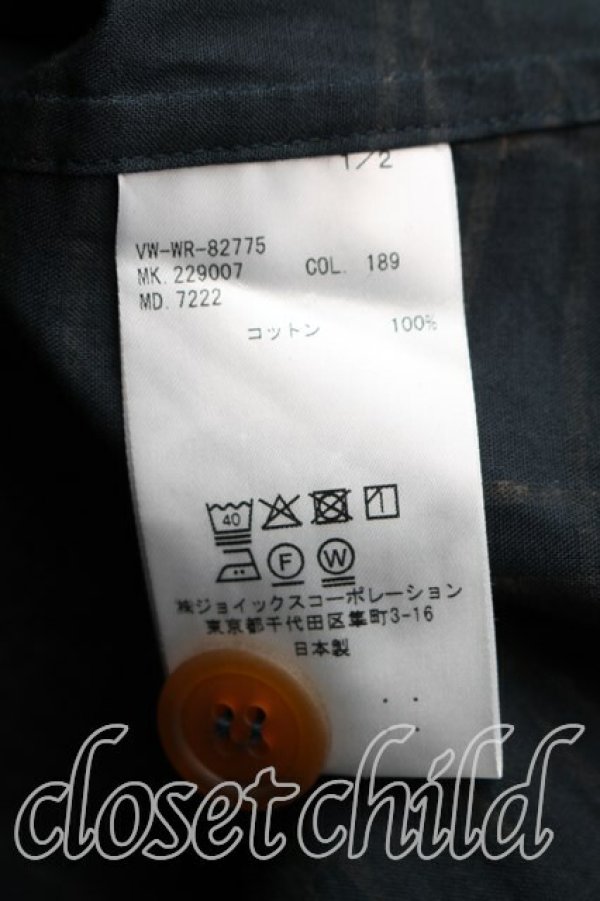 1/2
VW-WR-82775
MK. 229007 COL. 189
MD. 7222
コットン 100%
40
F W
㈱ジョイックスコーポレーション
東京都千代田区隼町3-16
日本製
closet child